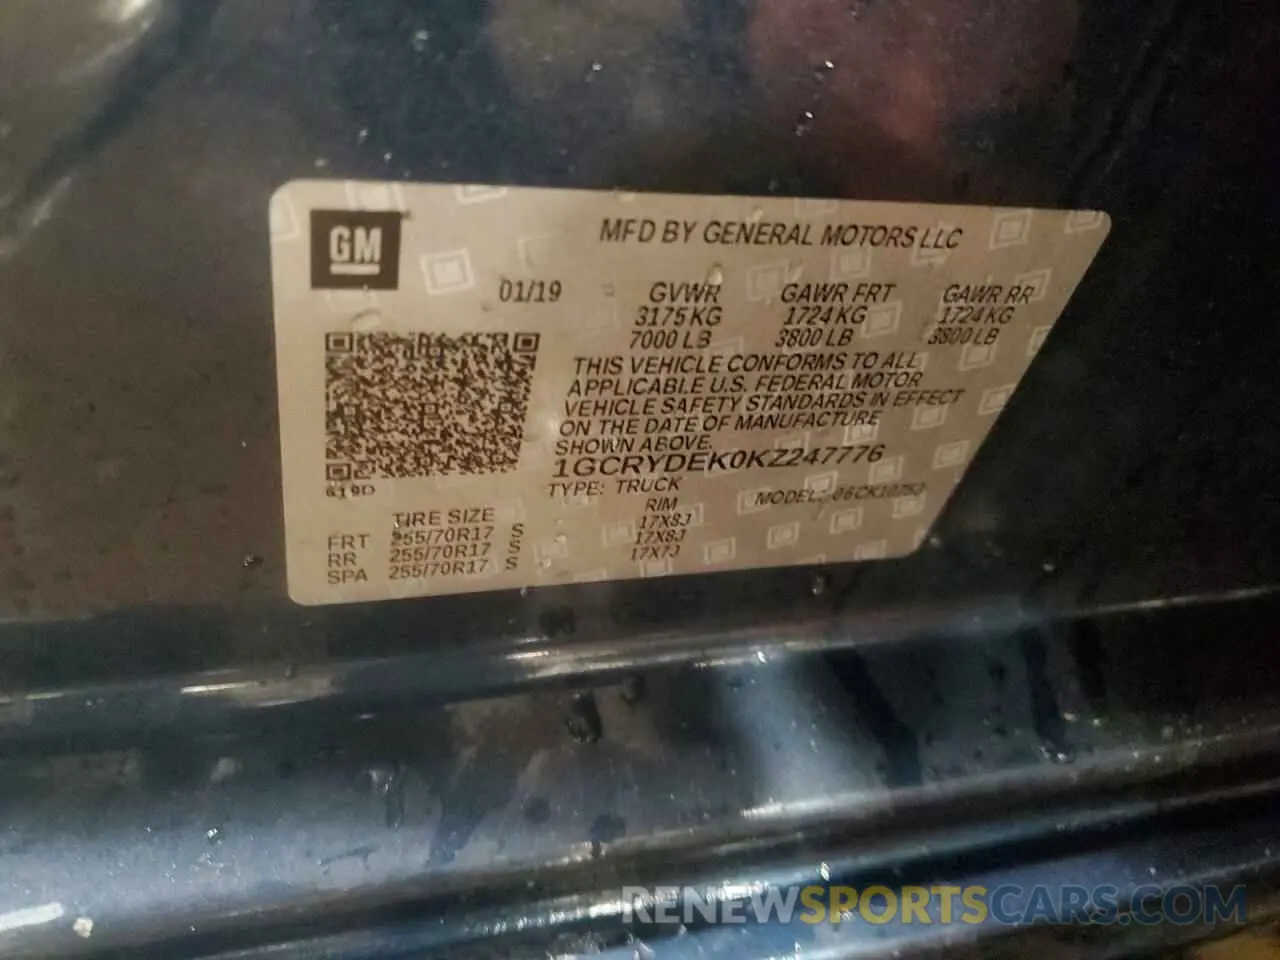 GM
MFD BY GENERAL MOTORS LLC
01/19 GVWR GAWR FRT GAWR RR
3175 KG 1724 KG 1724 KG
7000 LB 3800 LB 3800 LB
THIS VEHICLE CONFORMS TO ALL
APPLICABLE U.S. FEDERAL MOTOR
VEHICLE SAFETY STANDARDS IN EFFECT
ON THE DATE OF MANUFACTURE
SHOWN ABOVE.
1GCRYDEK0KZ247776
619D
TYPE: TRUCK MODEL:
TIRE SIZE RIM
FRT 255/70R17 S 17X8J
RR 255/70R17 S 17X8J
SPA 255/70R17 S 17X7J
RENEWSPORTSCARS.COM